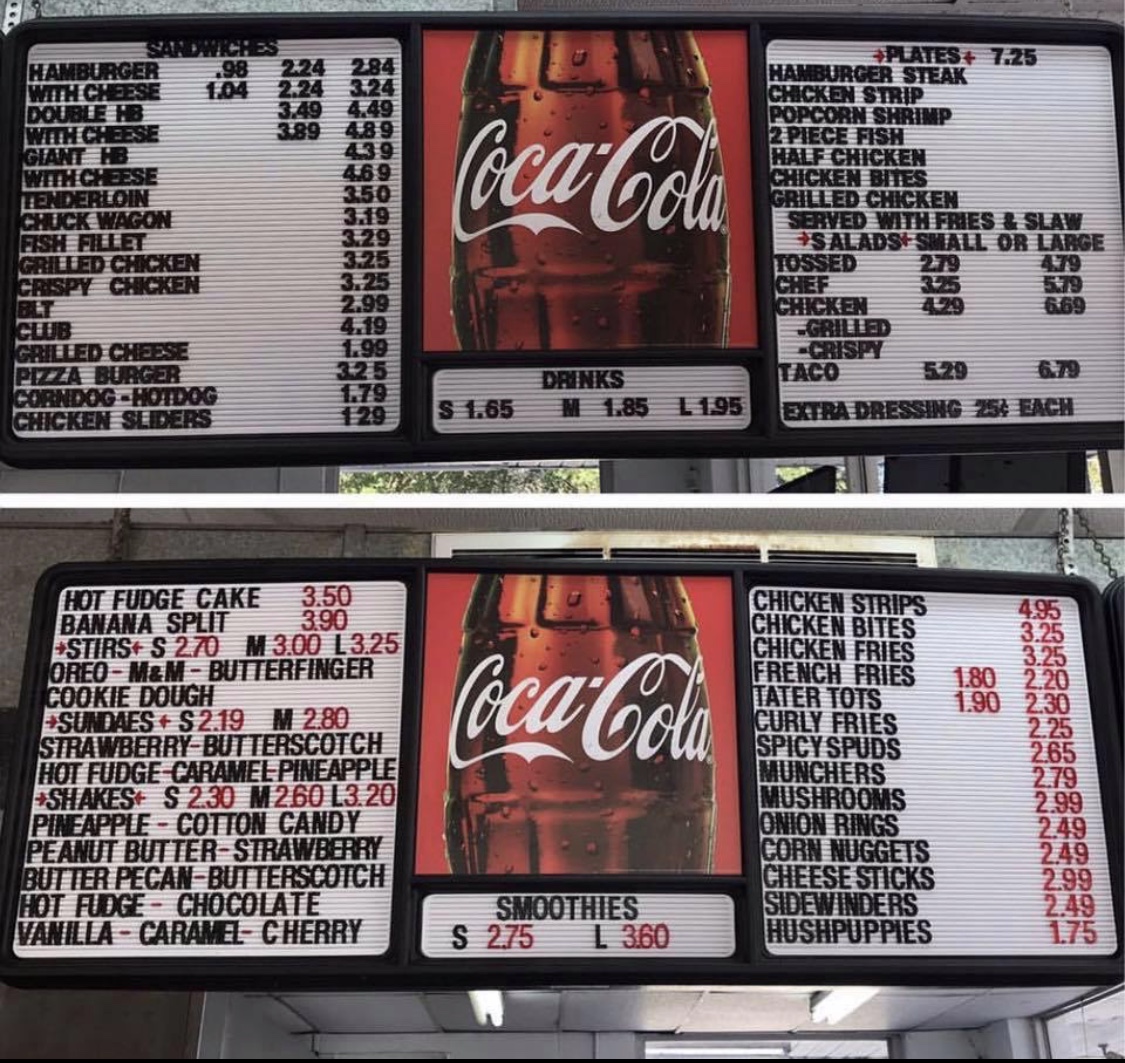 SANDWICHES
HAMBURGER .98 2.24 2.84
WITH CHEESE 1.04 2.24 3.24
DOUBLE HB 3.49 4.49
WITH CHEESE 3.89 4.89
GIANT HB 4.39
WITH CHEESE 4.69
TENDERLOIN 3.50
CHUCK WAGON 3.19
FISH FILLET 3.29
GRILLED CHICKEN 3.25
CRISPY CHICKEN 3.25
BLT 2.99
CLUB 4.19
GRILLED CHEESE 1.99
PIZZA BURGER 3.25
CORNDOG - HOTDOG 1.79
CHICKEN SLIDERS 1 29
Coca-Cola
DRINKS
S 1.65 M 1.85 L 1.95
PLATES 7.25
HAMBURGER STEAK
CHICKEN STRIP
POPCORN SHRIMP
2 PIECE FISH
HALF CHICKEN
CHICKEN BITES
GRILLED CHICKEN
SERVED WITH FRIES & SLAW
SALADS SMALL OR LARGE
TOSSED 2.79 4.79
CHEF 3.25 5.79
CHICKEN 4.29 6.69
-GRILLED
-CRISPY
TACO 5.29 6.79
EXTRA DRESSING 25¢ EACH
HOT FUDGE CAKE 3.50
BANANA SPLIT 3.90
STIRS S 2.70 M 3.00 L 3.25
OREO - M&M - BUTTERFINGER
COOKIE DOUGH
SUNDAES S 2.19 M 2.80
STRAWBERRY-BUTTERSCOTCH
HOT FUDGE-CARAMEL-PINEAPPLE
SHAKES S 2.30 M 2.60 L 3.20
PINEAPPLE - COTTON CANDY
PEANUT BUTTER-STRAWBERRY
BUTTER PECAN-BUTTERSCOTCH
HOT FUDGE - CHOCOLATE
VANILLA - CARAMEL- CHERRY
Coca-Cola
SMOOTHIES
S 2.75 L 3.60
CHICKEN STRIPS 4.95
CHICKEN BITES 3.25
CHICKEN FRIES 3.25
FRENCH FRIES 1.80 2.20
TATER TOTS 1.90 2.30
CURLY FRIES 2.25
SPICY SPUDS 2.65
MUNCHERS 2.79
MUSHROOMS 2.99
ONION RINGS 2.49
CORN NUGGETS 2.49
CHEESE STICKS 2.99
SIDEWINDERS 2.49
HUSHPUPPIES 1.75